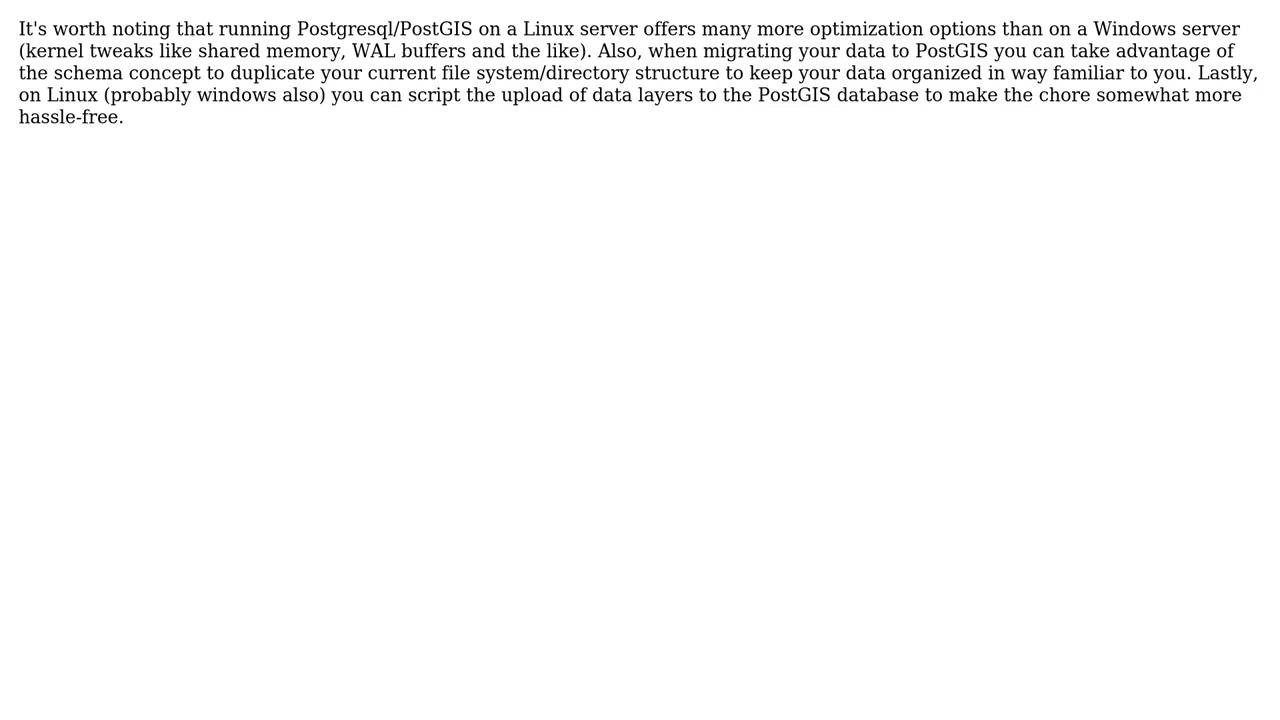 It's worth noting that running Postgresql/PostGIS on a Linux server offers many more optimization options than on a Windows server
(kernel tweaks like shared memory, WAL buffers and the like). Also, when migrating your data to PostGIS you can take advantage of
the schema concept to duplicate your current file system/directory structure to keep your data organized in way familiar to you. Lastly,
on Linux (probably windows also) you can script the upload of data layers to the PostGIS database to make the chore somewhat more
hassle-free.